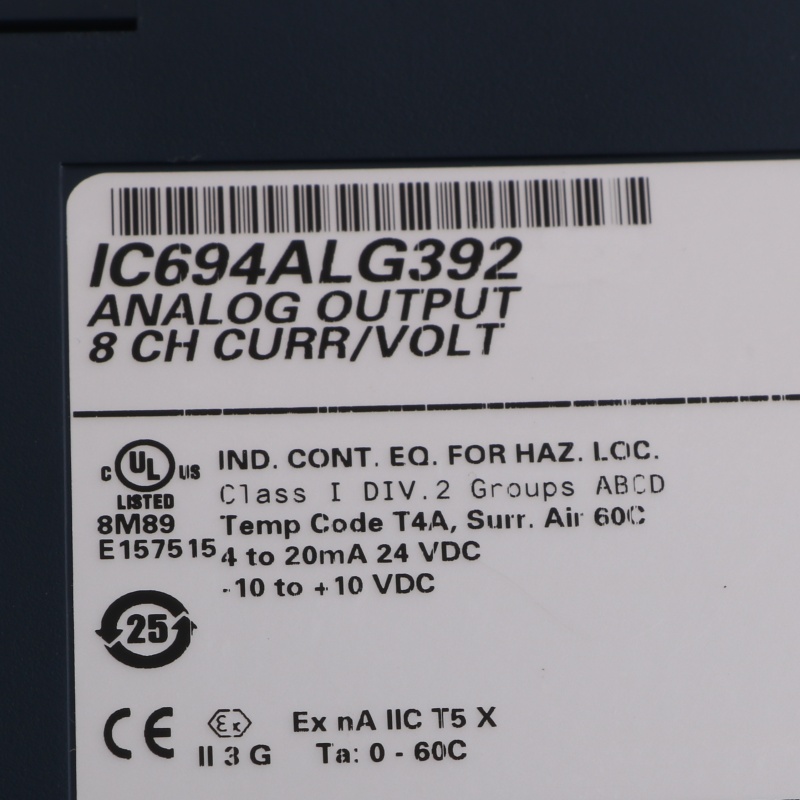 IC694ALG392
ANALOG OUTPUT
8 CH CURR/VOLT
C UL US
LISTED
8M89
E157515
IND. CONT. EQ. FOR HAZ. LOC.
Class I DIV.2 Groups ABCD
Temp Code T4A, Surr. Air 60C
4 to 20mA 24 VDC
-10 to +10 VDC
25
CE
Ex
II 3 G
Ex nA IIC T5 X
Ta: 0 - 60C